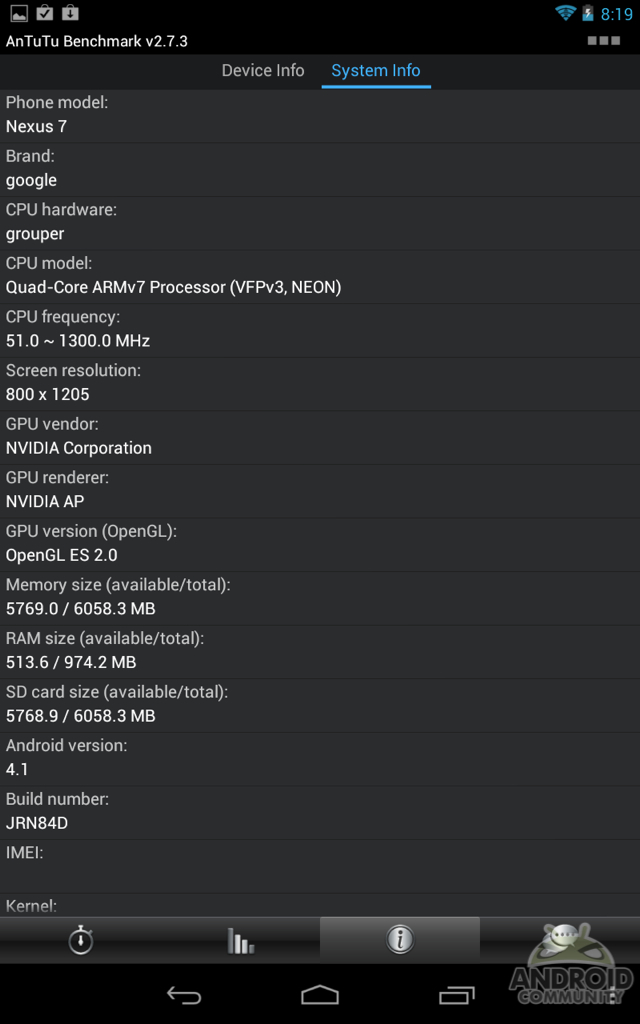 8:19
AnTuTu Benchmark v2.7.3
Device Info
System Info
Phone model:
Nexus 7
Brand:
google
CPU hardware:
grouper
CPU model:
Quad-Core ARMv7 Processor (VFPv3, NEON)
CPU frequency:
51.0 ~ 1300.0 MHz
Screen resolution:
800 x 1205
GPU vendor:
NVIDIA Corporation
GPU renderer:
NVIDIA AP
GPU version (OpenGL):
OpenGL ES 2.0
Memory size (available/total):
5769.0 / 6058.3 MB
RAM size (available/total):
513.6 / 974.2 MB
SD card size (available/total):
5768.9 / 6058.3 MB
Android version:
4.1
Build number:
JRN84D
IMEI:
Kernel:
ANDROID
COMMUNITY